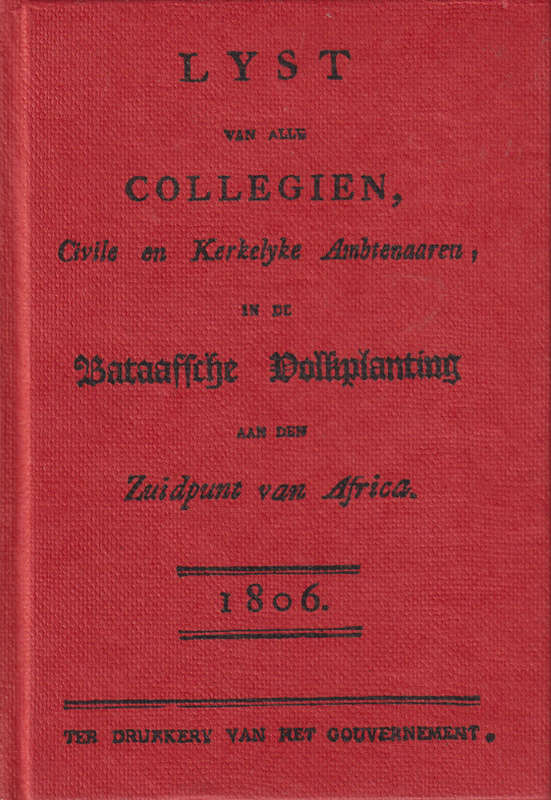 LYST
VAN ALLE
COLLEGIEN,
Civile en Kerkelyke Ambtenaaren,
IN DE
Bataafsche Volkplanting
AAN DEN
Zuidpunt van Africa.
1806.
TER DRUKKERY VAN HET GOUVERNEMENT.